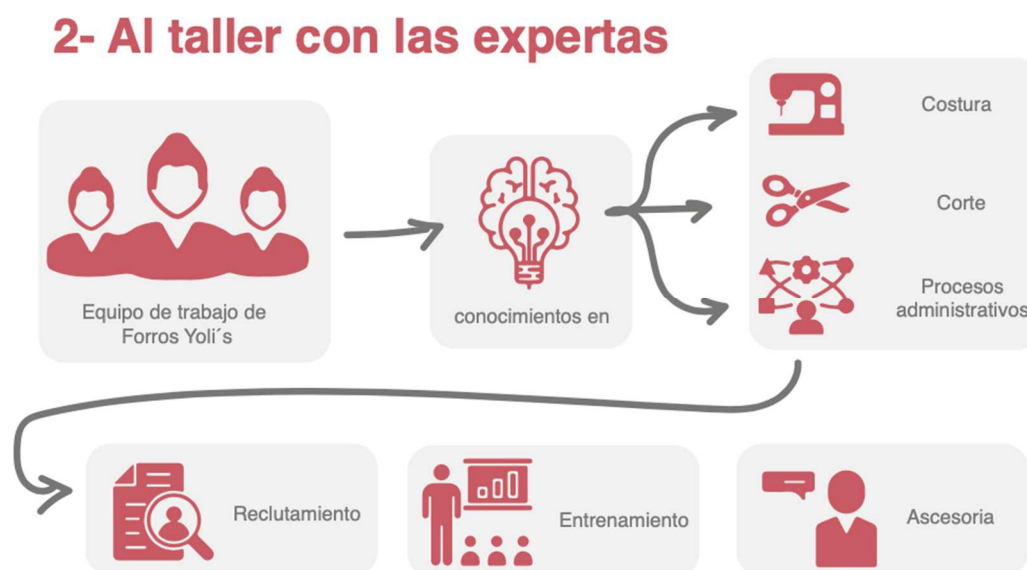 2- Al taller con las expertas
Equipo de trabajo de
Forros Yoli´s
conocimientos en
Costura
Corte
Procesos
administrativos
Reclutamiento
Entrenamiento
Ascesoria